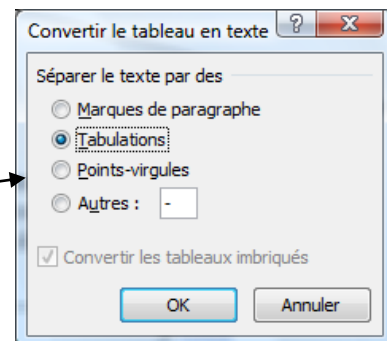 Convertir le tableau en texte
Séparer le texte par des
Marques de paragraphe
Tabulations
Points-virgules
Autres : -
Convertir les tableaux imbriqués
OK Annuler